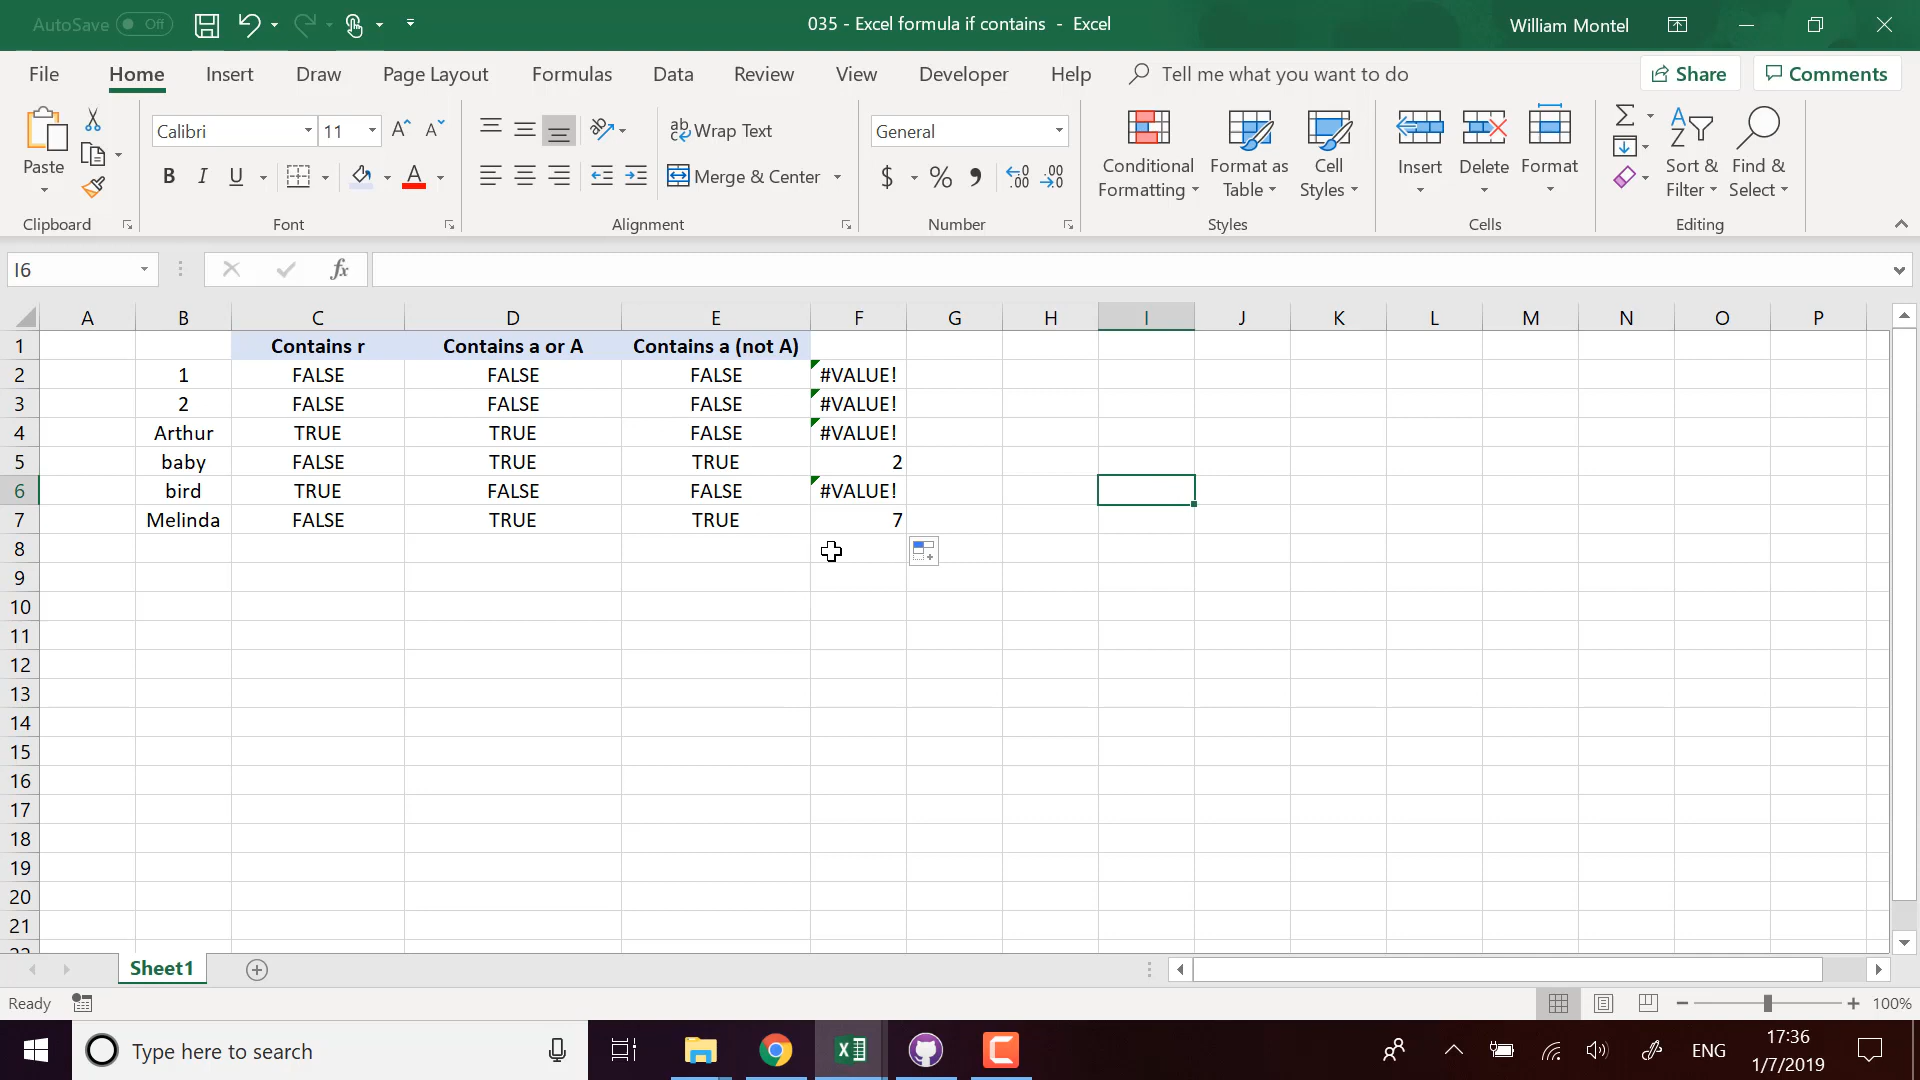 AutoSave Off
035 - Excel formula if contains - Excel
William Montel
File Home Insert Draw Page Layout Formulas Data Review View Developer Help Tell me what you want to do Share Comments
Paste
Clipboard
Calibri 11
B I U
Font
ab Wrap Text
Merge & Center
Alignment
General
$ % , .00 .00
Number
Conditional Formatting
Format as Table
Cell Styles
Styles
Insert Delete Format
Cells
Sort & Filter
Find & Select
Editing
I6 fx
A B C D E F G H I J K L M N O P
1 Contains r Contains a or A Contains a (not A)
2 1 FALSE FALSE FALSE #VALUE!
3 2 FALSE FALSE FALSE #VALUE!
4 Arthur TRUE TRUE FALSE #VALUE!
5 baby FALSE TRUE TRUE 2
6 bird TRUE FALSE FALSE #VALUE!
7 Melinda FALSE TRUE TRUE 7
8
9
10
11
12
13
14
15
16
17
18
19
20
21
22
Sheet1
Ready 100%
Type here to search
ENG
17:36
1/7/2019